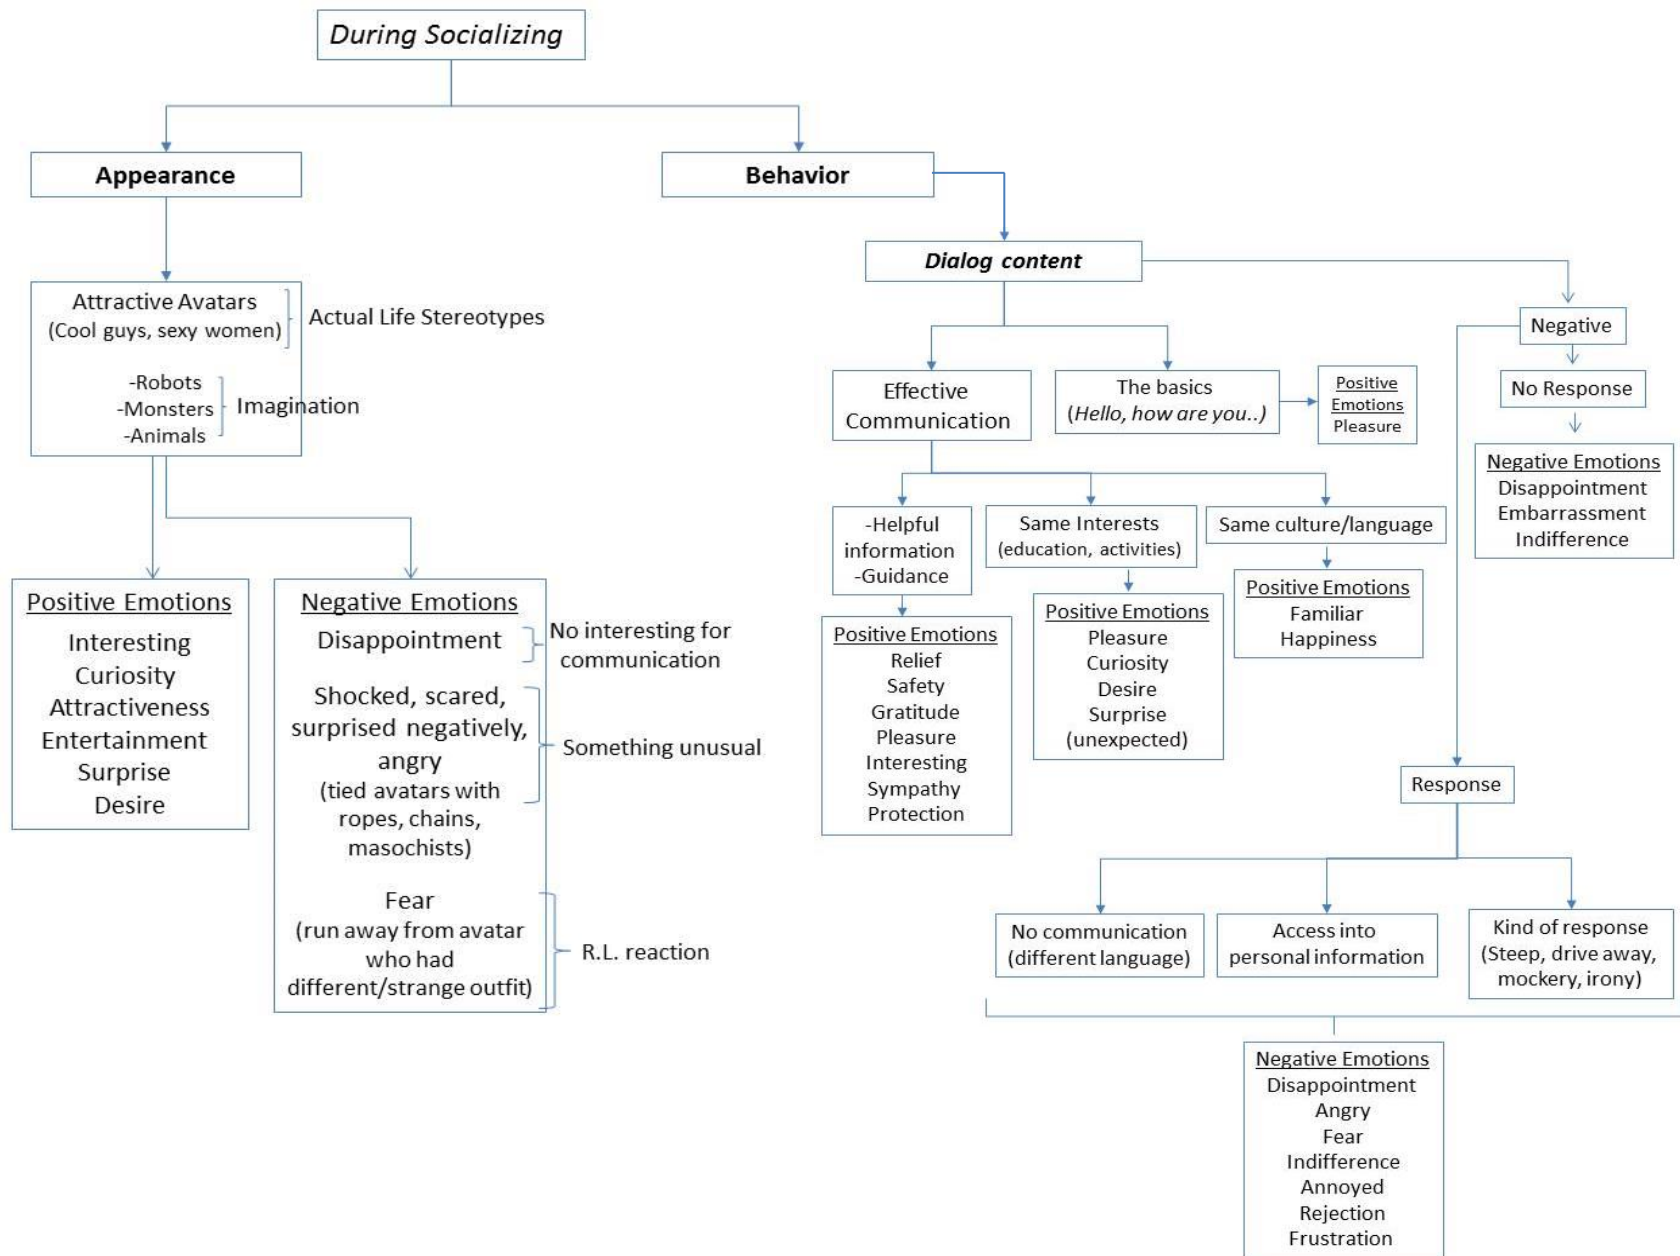 During Socializing
Appearance
Behavior
Attractive Avatars
(Cool guys, sexy women)
Actual Life Stereotypes
-Robots
-Monsters
-Animals
Imagination
Positive Emotions
Interesting
Curiosity
Attractiveness
Entertainment
Surprise
Desire
Negative Emotions
Disappointment
No interesting for
communication
Shocked, scared,
surprised negatively,
angry
(tied avatars with
ropes, chains,
masochists)
Something unusual
Fear
(run away from avatar
who had
different/strange outfit)
R.L. reaction
Dialog content
Effective
Communication
The basics
(Hello, how are you..)
Positive
Emotions
Pleasure
-Helpful
information
-Guidance
Positive Emotions
Relief
Safety
Gratitude
Pleasure
Interesting
Sympathy
Protection
Same Interests
(education, activities)
Positive Emotions
Pleasure
Curiosity
Desire
Surprise
(unexpected)
Same culture/language
Positive Emotions
Familiar
Happiness
Negative
No Response
Negative Emotions
Disappointment
Embarrassment
Indifference
Response
No communication
(different language)
Access into
personal information
Kind of response
(Steep, drive away,
mockery, irony)
Negative Emotions
Disappointment
Angry
Fear
Indifference
Annoyed
Rejection
Frustration